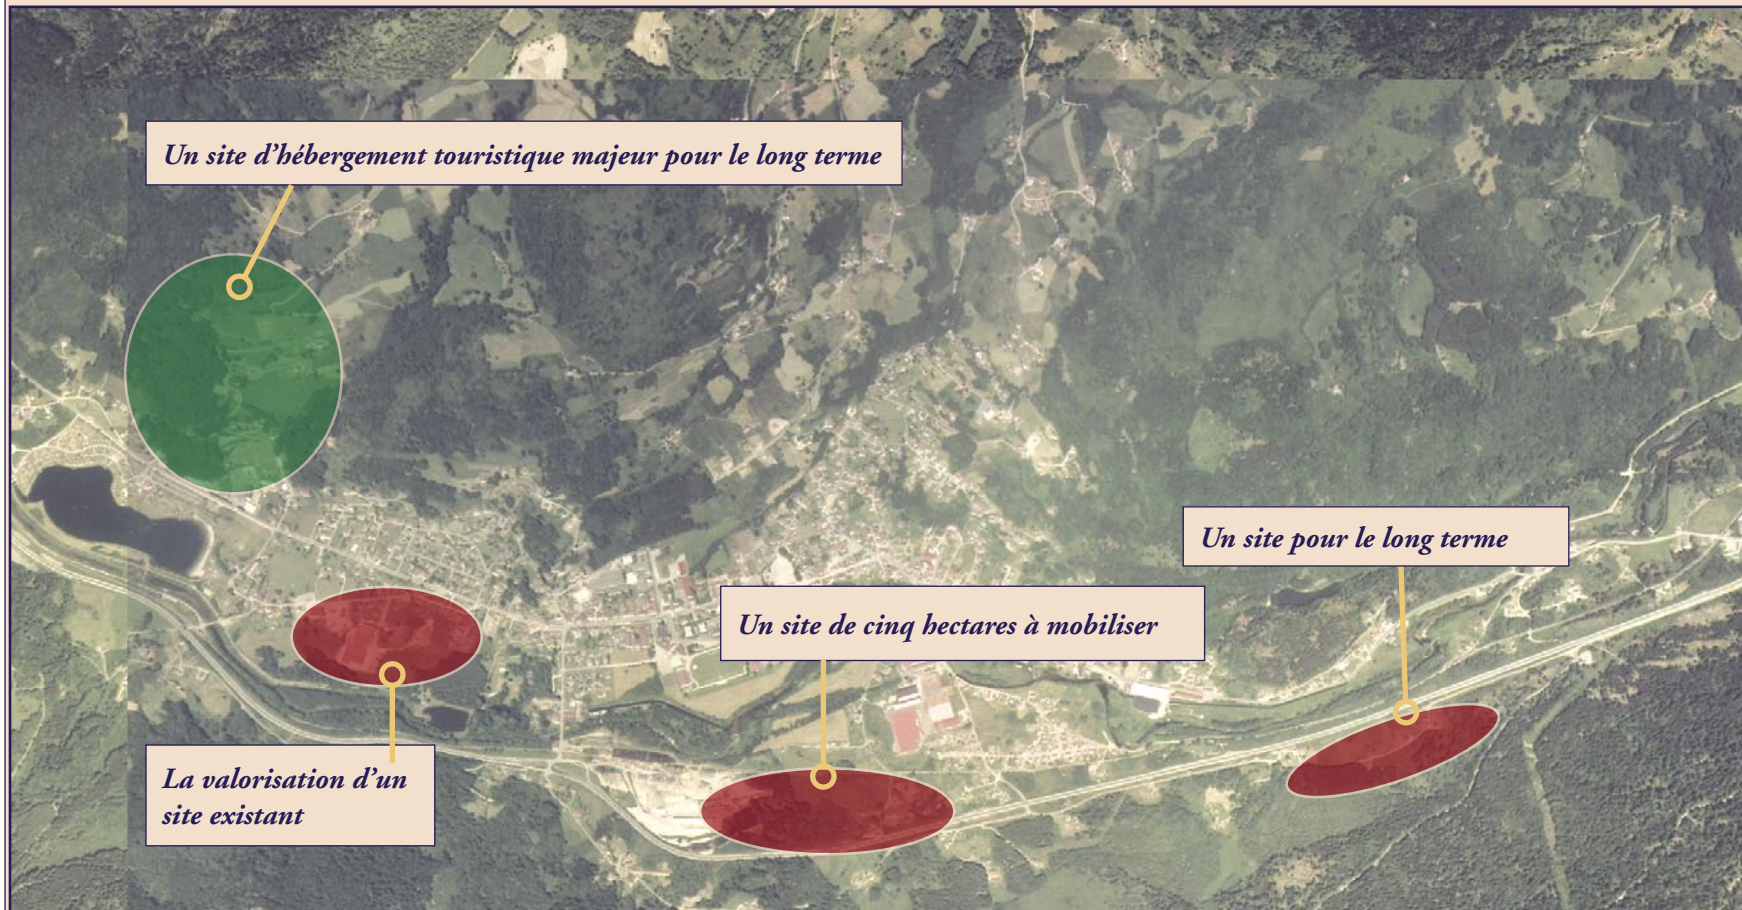 Un site d’hébergement touristique majeur pour le long terme
Un site pour le long terme
Un site de cinq hectares à mobiliser
La valorisation d’un
site existant